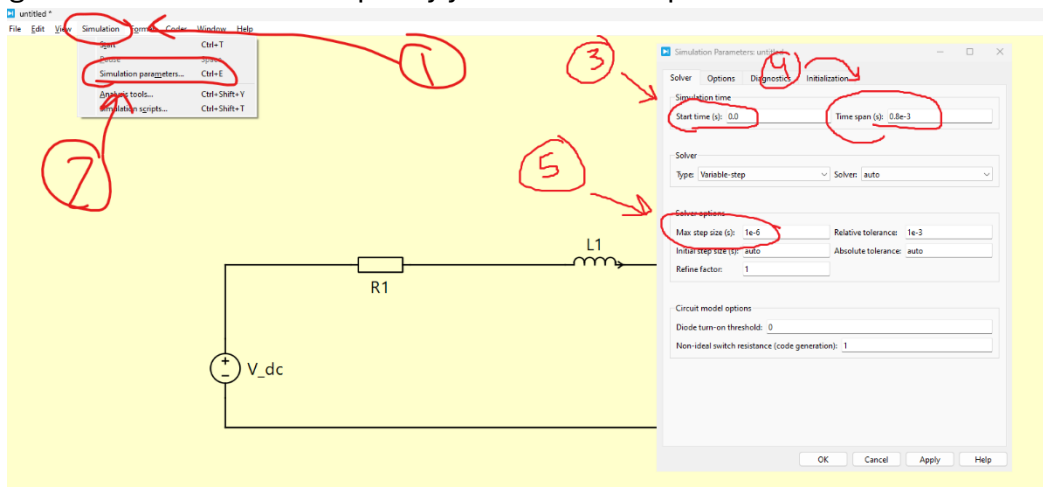 untitled *
File Edit View Simulation Format Coder Window Help
Start Ctrl+T
Pause Space
Simulation parameters... Ctrl+E
Analysis tools... Ctrl+Shift+Y
Simulation scripts... Ctrl+Shift+T
1
7
3
4
5
Simulation Parameters: untitled
Solver Options Diagnostics Initialization
Simulation time
Start time (s): 0.0 Time span (s): 0.8e-3
Solver
Type: Variable-step Solver: auto
Solver options
Max step size (s): 1e-6 Relative tolerance: 1e-3
Initial step size (s): auto Absolute tolerance: auto
Refine factor: 1
Circuit model options
Diode turn-on threshold: 0
Non-ideal switch resistance (code generation): 1
OK Cancel Apply Help
L1
R1
V_dc